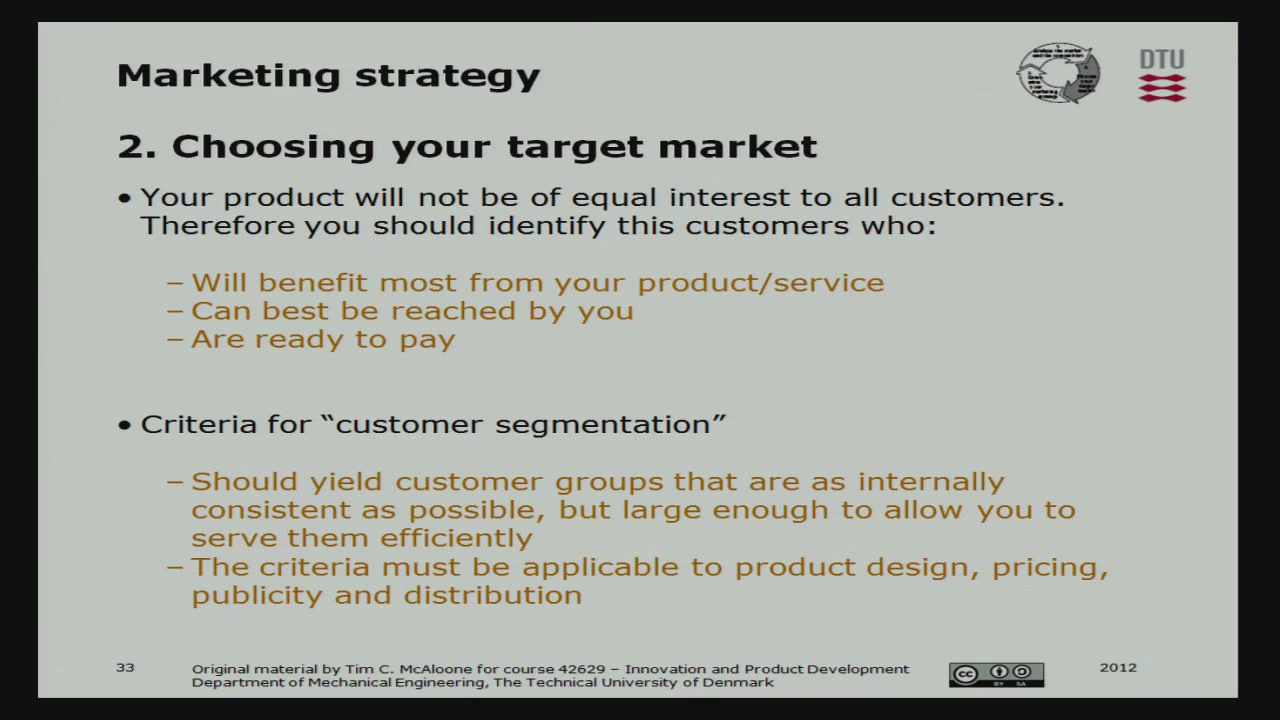 Marketing strategy
DTU
2. Choosing your target market
• Your product will not be of equal interest to all customers.
Therefore you should identify this customers who:
– Will benefit most from your product/service
– Can best be reached by you
– Are ready to pay
• Criteria for “customer segmentation”
– Should yield customer groups that are as internally
consistent as possible, but large enough to allow you to
serve them efficiently
– The criteria must be applicable to product design, pricing,
publicity and distribution
33
Original material by Tim C. McAloone for course 42629 – Innovation and Product Development
Department of Mechanical Engineering, The Technical University of Denmark
cc
BY SA
2012